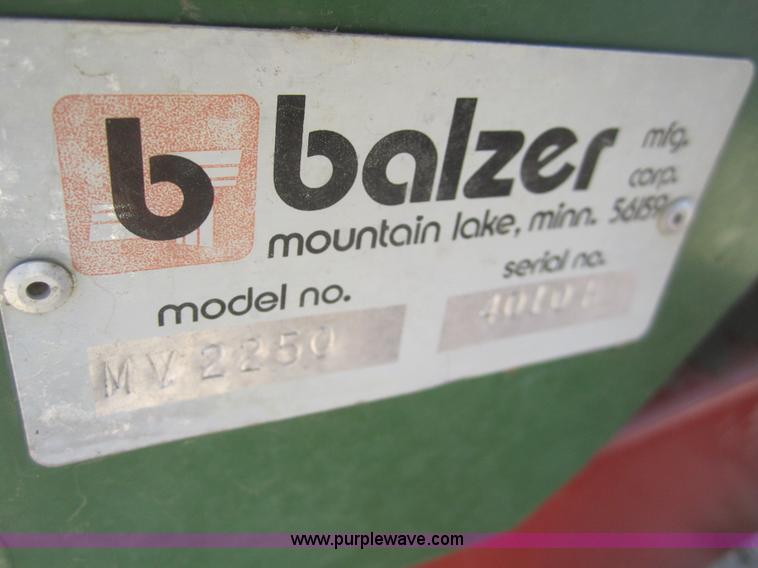 b balzer mfg.
corp.
mountain lake, minn. 56159
model no. serial no.
MV 2250
www.purplewave.com